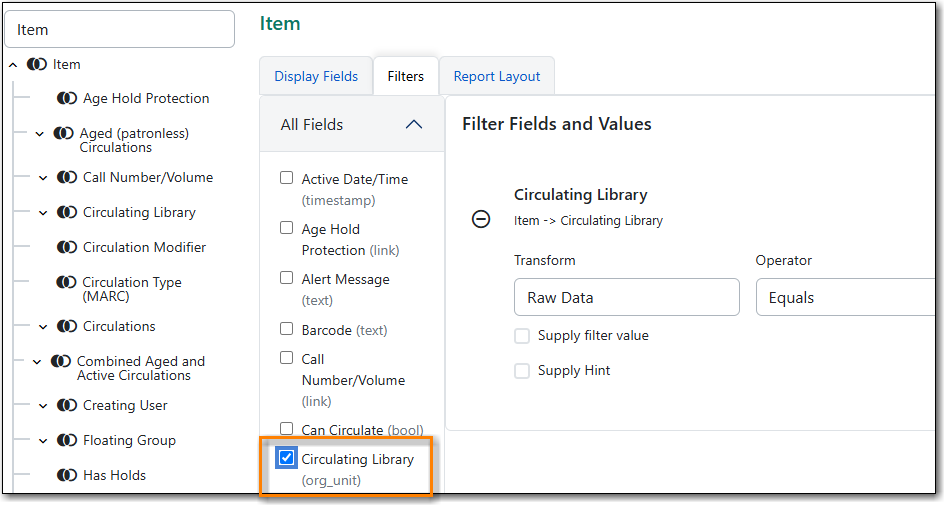 Item
Item
Age Hold Protection
Aged (patronless)
Circulations
Call Number/Volume
Circulating Library
Circulation Modifier
Circulation Type
(MARC)
Circulations
Combined Aged and
Active Circulations
Creating User
Floating Group
Has Holds
Item
Display Fields
Filters
Report Layout
All Fields
Active Date/Time
(timestamp)
Age Hold
Protection (link)
Alert Message
(text)
Barcode (text)
Call
Number/Volume
(link)
Can Circulate (bool)
Circulating Library
(org_unit)
Filter Fields and Values
Circulating Library
Item -> Circulating Library
Transform
Operator
Raw Data
Equals
Supply filter value
Supply Hint